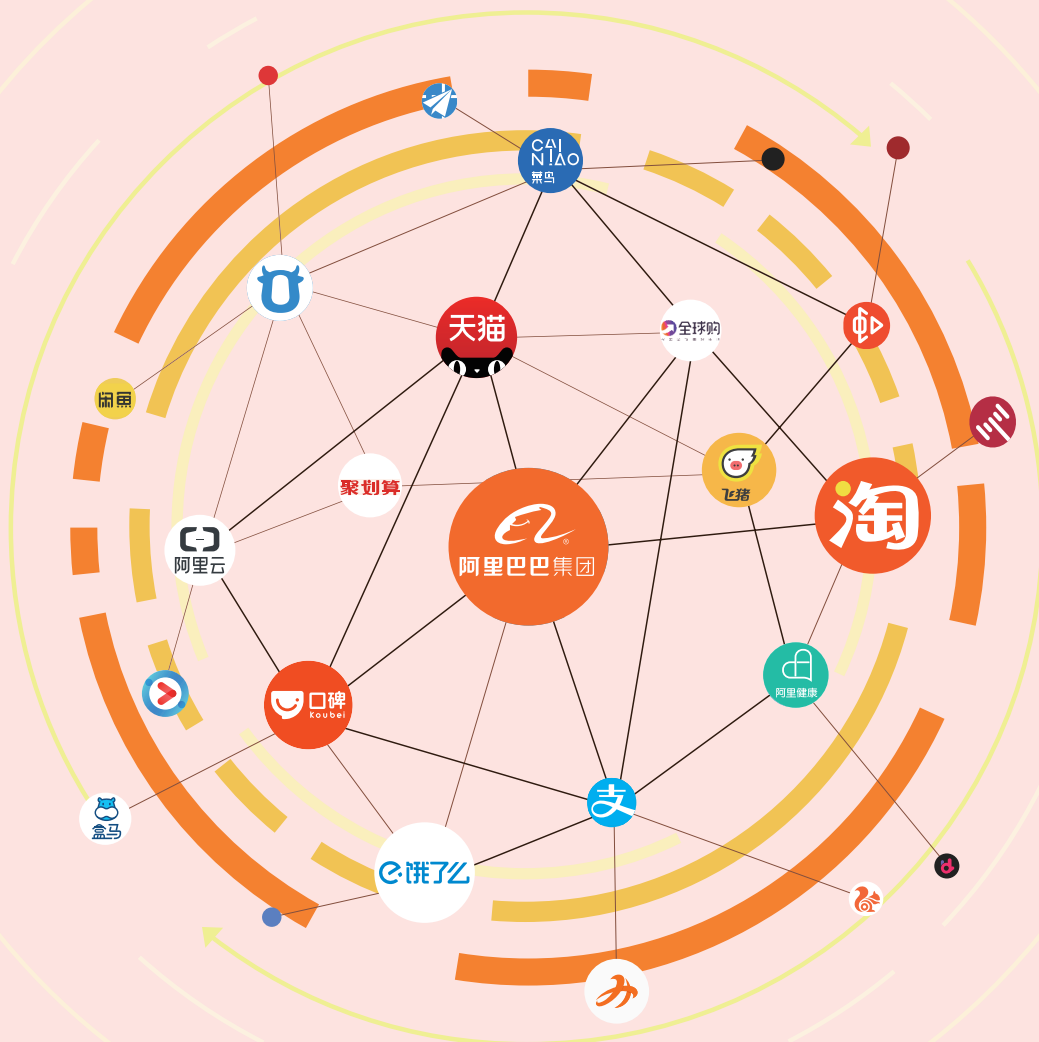 CAI
NIAO
菜鸟
天猫
全球购
闲鱼
聚划算
飞猪
淘
阿里云
阿里巴巴集团
®
口碑
Koubei
阿里健康
支
盒马
饿了么